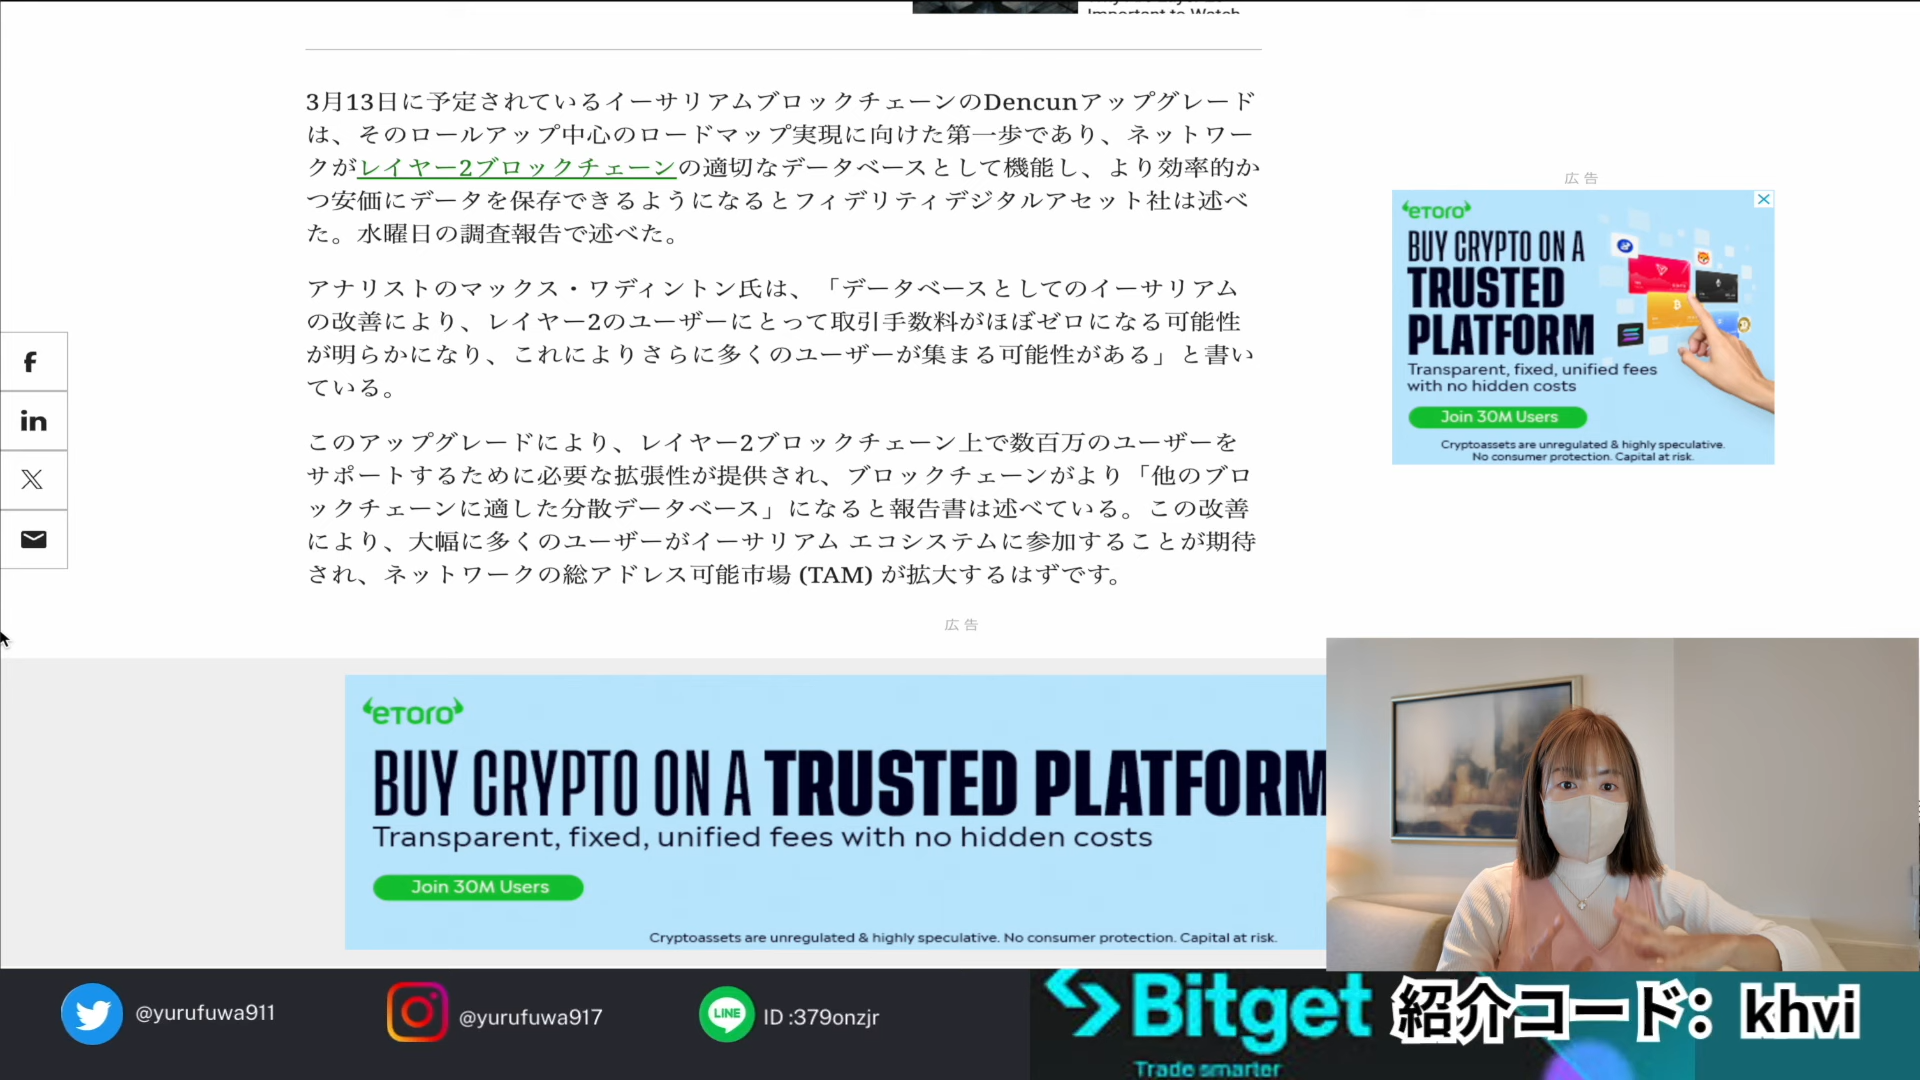 Important to Watch
3月13日に予定されているイーサリアムブロックチェーンのDencunアップグレード
は、そのロールアップ中心のロードマップ実現に向けた第一歩であり、ネットワー
クがレイヤー2ブロックチェーンの適切なデータベースとして機能し、より効率的か
つ安価にデータを保存できるようになるとフィデリティデジタルアセット社は述べ
た。水曜日の調査報告で述べた。
アナリストのマックス・ワディントン氏は、「データベースとしてのイーサリアム
の改善により、レイヤー2のユーザーにとって取引手数料がほぼゼロになる可能性
が明らかになり、これによりさらに多くのユーザーが集まる可能性がある」と書い
ている。
このアップグレードにより、レイヤー2ブロックチェーン上で数百万のユーザーを
サポートするために必要な拡張性が提供され、ブロックチェーンがより「他のブロ
ックチェーンに適した分散データベース」になると報告書は述べている。この改善
により、大幅に多くのユーザーがイーサリアム エコシステムに参加することが期待
され、ネットワークの総アドレス可能市場 (TAM) が拡大するはずです。
広告
eToro
BUY CRYPTO ON A
TRUSTED
PLATFORM
Transparent, fixed, unified fees
with no hidden costs
Join 30M Users
Cryptoassets are unregulated & highly speculative.
No consumer protection. Capital at risk.
f
in
X
広告
eToro
BUY CRYPTO ON A TRUSTED PLATFORM
Transparent, fixed, unified fees with no hidden costs
Join 30M Users
Cryptoassets are unregulated & highly speculative. No consumer protection. Capital at risk.
@yurufuwa911
@yurufuwa917
LINE
ID :379onzjr
Bitget
Trade smarter
紹介コード: khvi